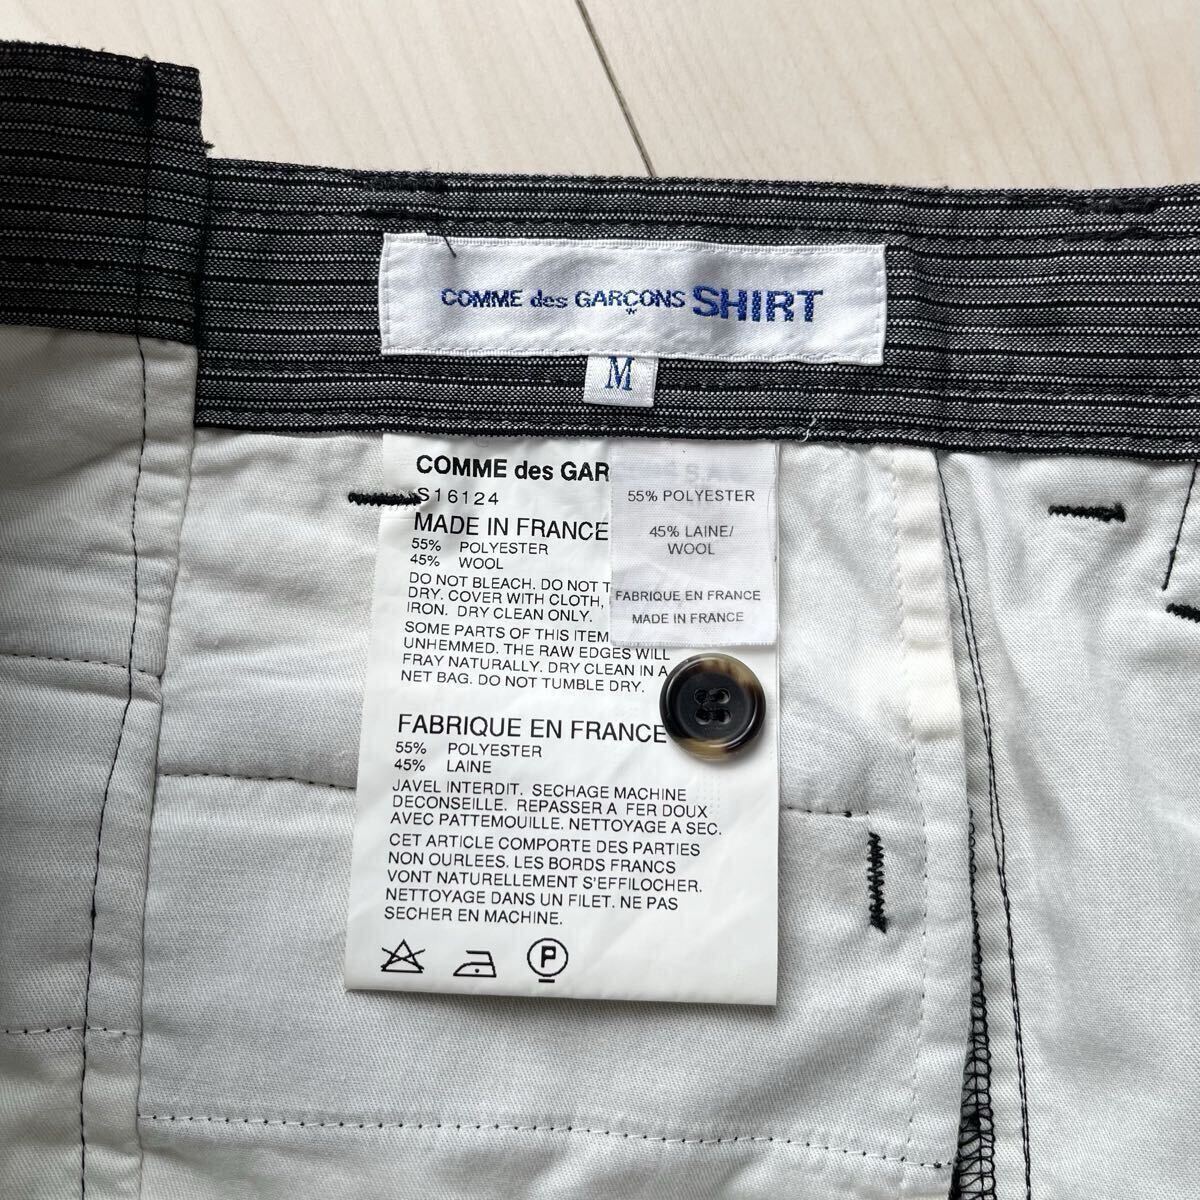 COMME des GARÇONS SHIRT
M
COMME des GAR
S16124
MADE IN FRANCE
55% POLYESTER
45% WOOL
DO NOT BLEACH. DO NOT T
DRY. COVER WITH CLOTH,
IRON. DRY CLEAN ONLY.
SOME PARTS OF THIS ITEM
UNHEMMED. THE RAW EDGES WILL
FRAY NATURALLY. DRY CLEAN IN A
NET BAG. DO NOT TUMBLE DRY.
FABRIQUE EN FRANCE
55% POLYESTER
45% LAINE
JAVEL INTERDIT. SECHAGE MACHINE
DECONSEILLE. REPASSER A FER DOUX
AVEC PATTEMOUILLE. NETTOYAGE A SEC.
CET ARTICLE COMPORTE DES PARTIES
NON OURLEES. LES BORDS FRANCS
VONT NATURELLEMENT S'EFFILOCHER.
NETTOYAGE DANS UN FILET. NE PAS
SECHER EN MACHINE.
P
55% POLYESTER
45% LAINE/
WOOL
FABRIQUE EN FRANCE
MADE IN FRANCE